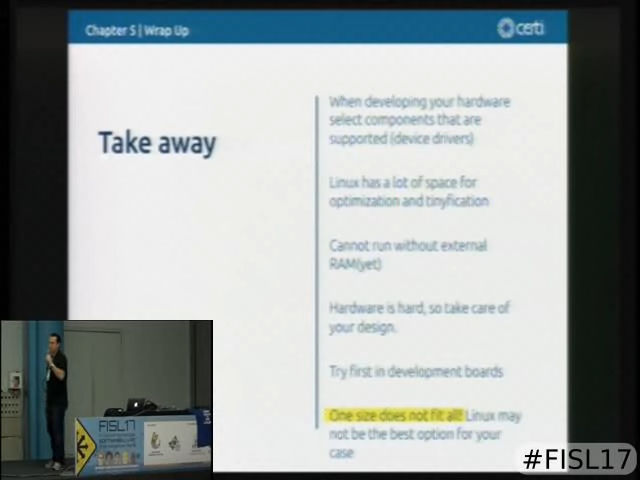 Chapter 5 | Wrap Up
certi
Take away
When developing your hardware
select components that are
supported (device drivers)
Linux has a lot of space for
optimization and tinyfication
Cannot run without external
RAM(yet)
Hardware is hard, so take care of
your design.
Try first in development boards
One size does not fit all! Linux may
not be the best option for your
case
FISL17
#FISL17